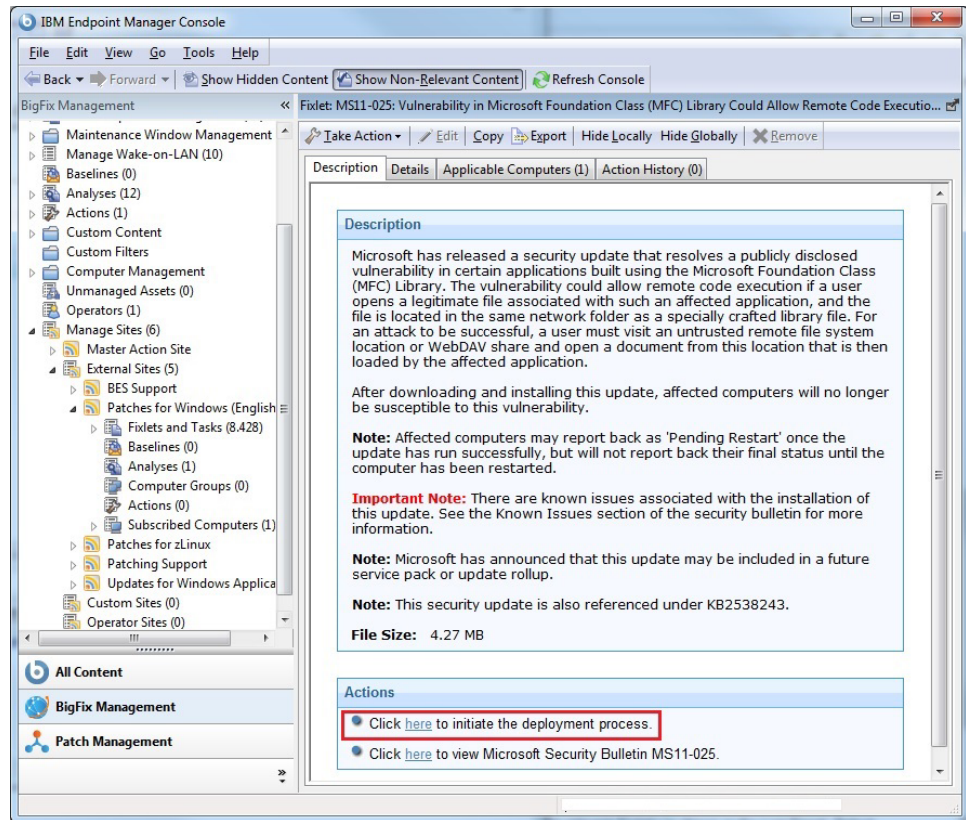 IBM Endpoint Manager Console
File Edit View Go Tools Help
Back Forward Show Hidden Content Show Non-Relevant Content Refresh Console
BigFix Management «
Maintenance Window Management
Manage Wake-on-LAN (10)
Baselines (0)
Analyses (12)
Actions (1)
Custom Content
Custom Filters
Computer Management
Unmanaged Assets (0)
Operators (1)
Manage Sites (6)
Master Action Site
External Sites (5)
BES Support
Patches for Windows (English
Fixlets and Tasks (8.428)
Baselines (0)
Analyses (1)
Computer Groups (0)
Actions (0)
Subscribed Computers (1)
Patches for zLinux
Patching Support
Updates for Windows Applica
Custom Sites (0)
Operator Sites (0)
All Content
BigFix Management
Patch Management
»
Fixlet: MS11-025: Vulnerability in Microsoft Foundation Class (MFC) Library Could Allow Remote Code Executio...
Take Action Edit Copy Export Hide Locally Hide Globally Remove
Description Details Applicable Computers (1) Action History (0)
Description
Microsoft has released a security update that resolves a publicly disclosed
vulnerability in certain applications built using the Microsoft Foundation Class
(MFC) Library. The vulnerability could allow remote code execution if a user
opens a legitimate file associated with such an affected application, and the
file is located in the same network folder as a specially crafted library file. For
an attack to be successful, a user must visit an untrusted remote file system
location or WebDAV share and open a document from this location that is then
loaded by the affected application.
After downloading and installing this update, affected computers will no longer
be susceptible to this vulnerability.
Note: Affected computers may report back as 'Pending Restart' once the
update has run successfully, but will not report back their final status until the
computer has been restarted.
Important Note: There are known issues associated with the installation of
this update. See the Known Issues section of the security bulletin for more
information.
Note: Microsoft has announced that this update may be included in a future
service pack or update rollup.
Note: This security update is also referenced under KB2538243.
File Size: 4.27 MB
Actions
Click here to initiate the deployment process.
Click here to view Microsoft Security Bulletin MS11-025.